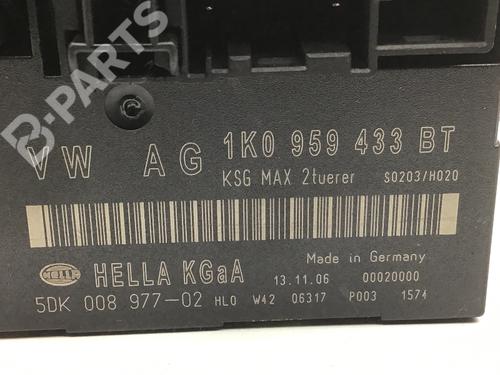 B-PARTS
VW AG 1K0 959 433 BT
KSG MAX 2tuerer S0203/H020
HELLA KGaA Made in Germany
13.11.06 00020000
5DK 008 977-02 HL0 W42 06317 P003 1574